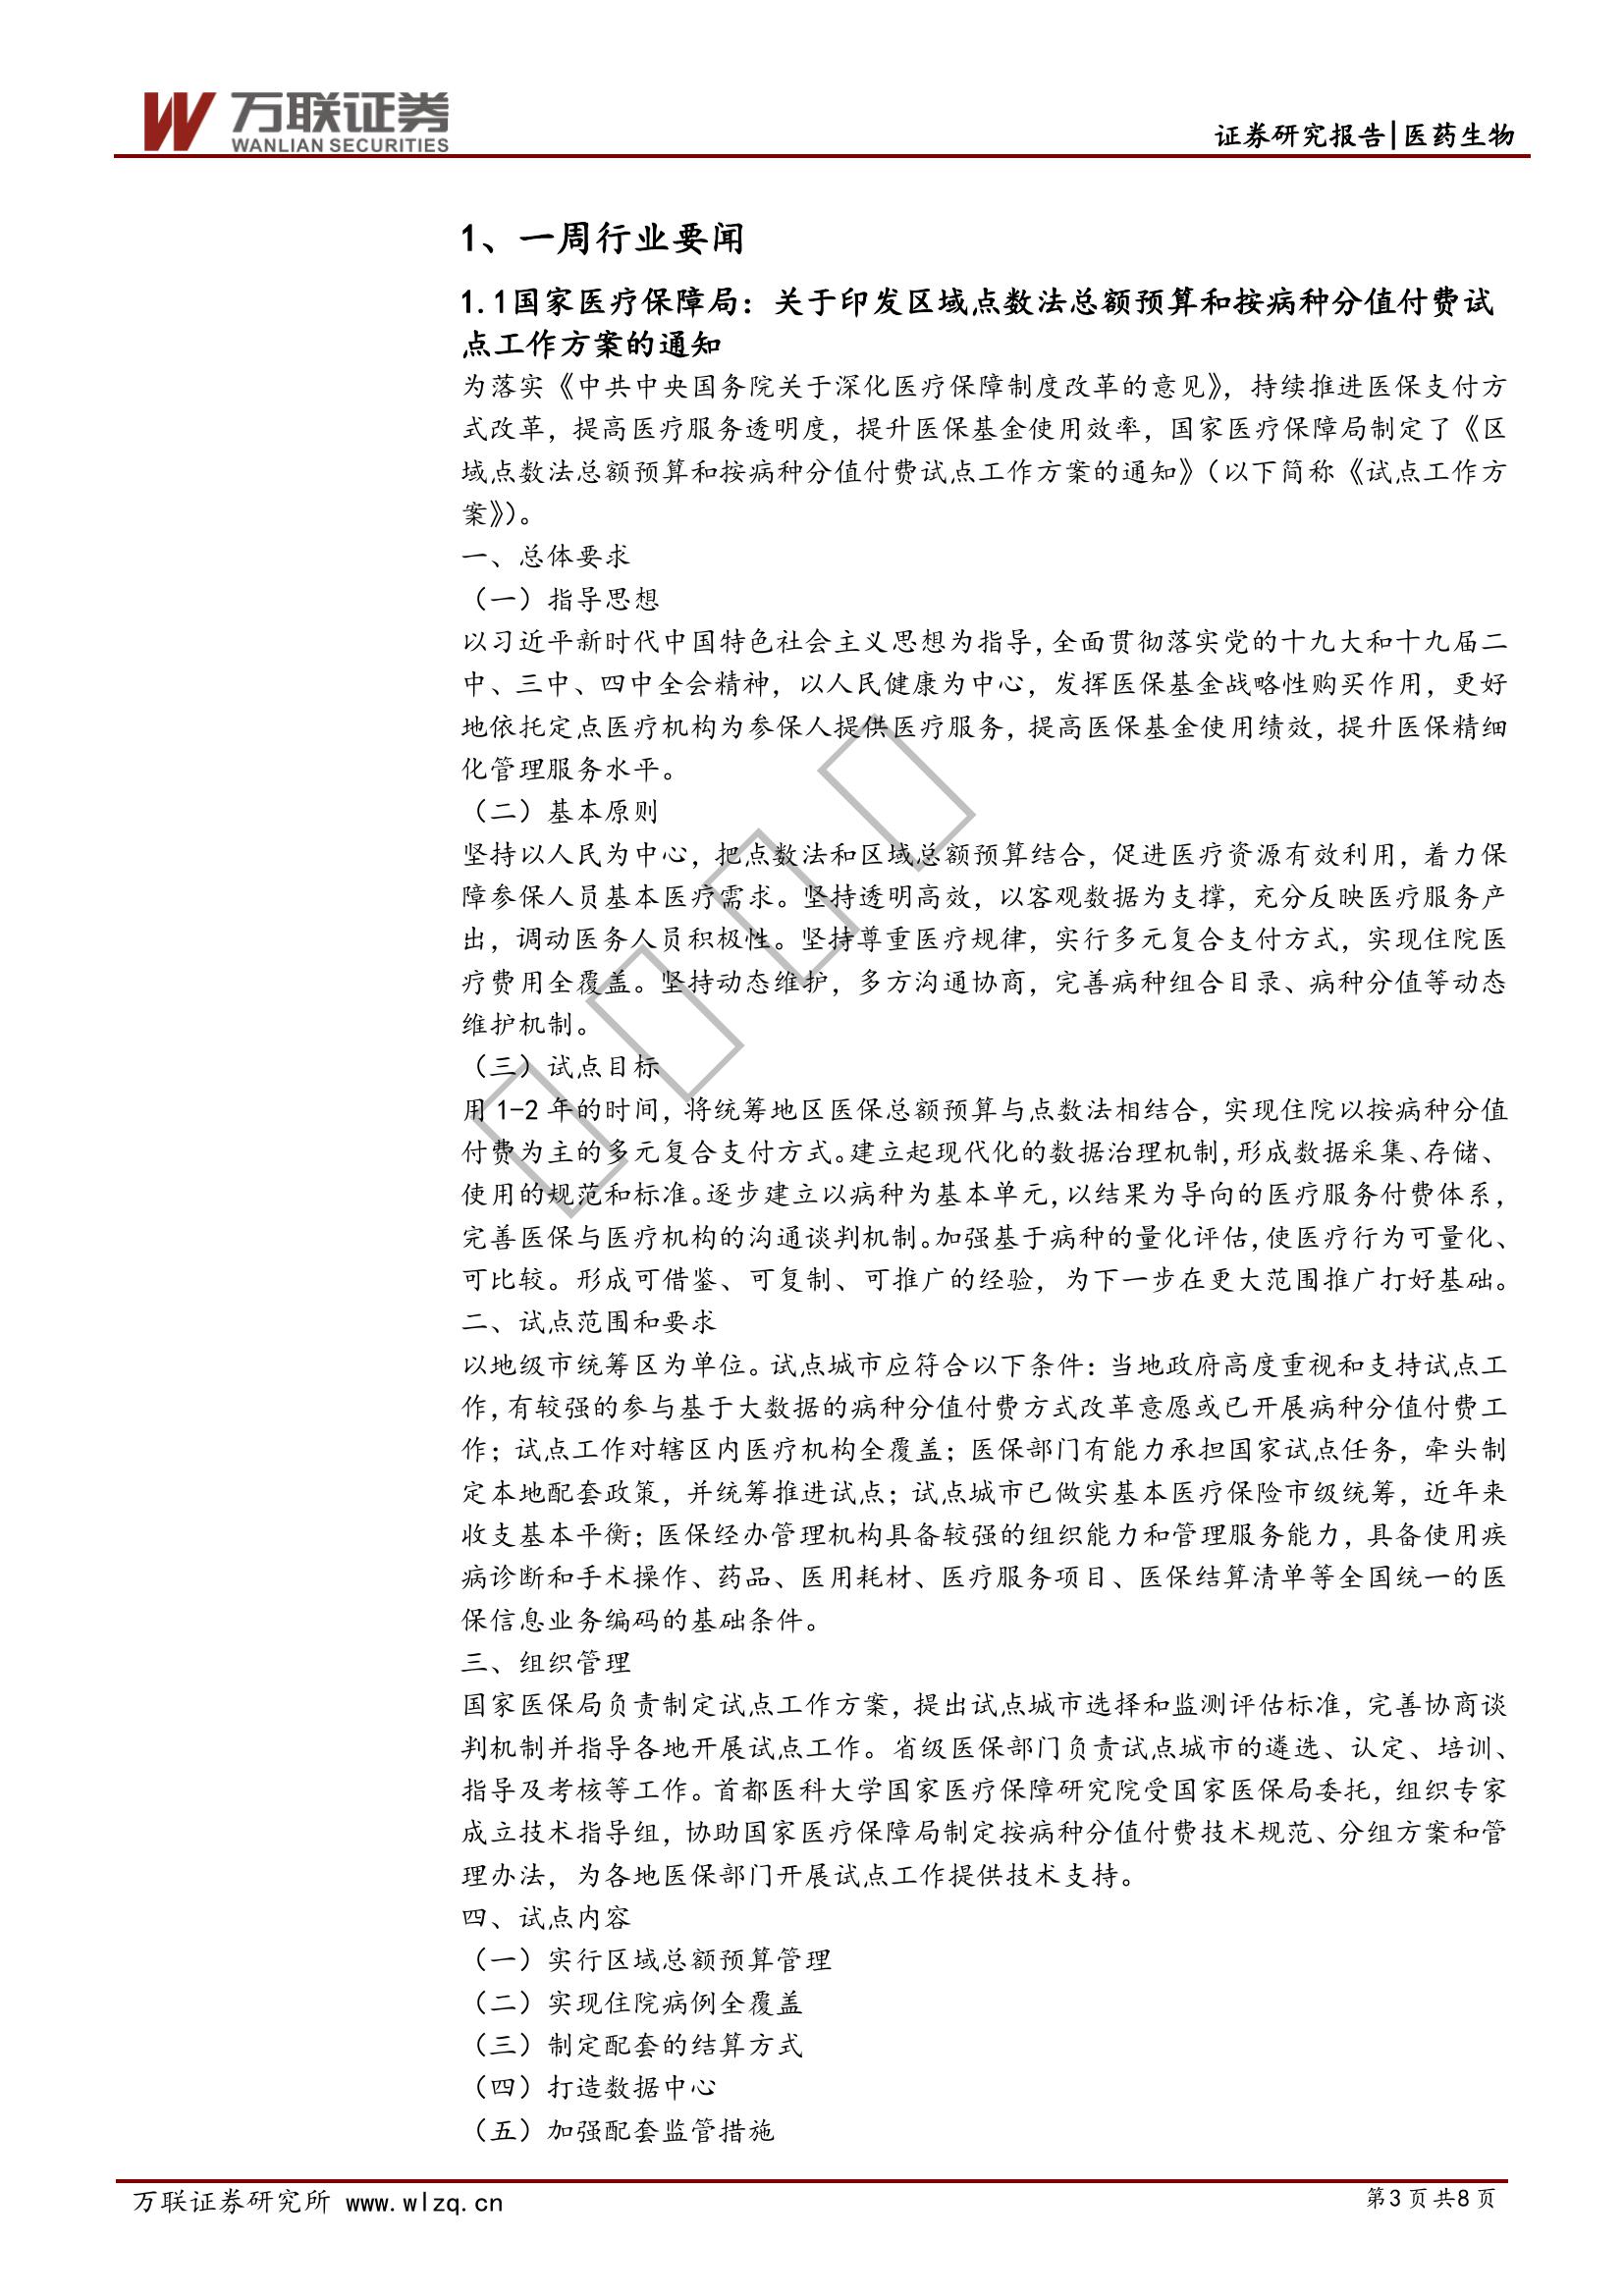 万联证券
WANLIAN SECURITIES
证券研究报告|医药生物
1、一周行业要闻
1.1国家医疗保障局：关于印发区域点数法总额预算和按病种分值付费试
点工作方案的通知
为落实《中共中央国务院关于深化医疗保障制度改革的意见》，持续推进医保支付方
式改革，提高医疗服务透明度，提升医保基金使用效率，国家医疗保障局制定了《区
域点数法总额预算和按病种分值付费试点工作方案的通知》（以下简称《试点工作方
案》）。
一、总体要求
（一）指导思想
以习近平新时代中国特色社会主义思想为指导，全面贯彻落实党的十九大和十九届二
中、三中、四中全会精神，以人民健康为中心，发挥医保基金战略性购买作用，更好
地依托定点医疗机构为参保人提供医疗服务，提高医保基金使用绩效，提升医保精细
化管理服务水平。
（二）基本原则
坚持以人民为中心，把点数法和区域总额预算结合，促进医疗资源有效利用，着力保
障参保人员基本医疗需求。坚持透明高效，以客观数据为支撑，充分反映医疗服务产
出，调动医务人员积极性。坚持尊重医疗规律，实行多元复合支付方式，实现住院医
疗费用全覆盖。坚持动态维护，多方沟通协商，完善病种组合目录、病种分值等动态
维护机制。
（三）试点目标
用1-2年的时间，将统筹地区医保总额预算与点数法相结合，实现住院以按病种分值
付费为主的多元复合支付方式。建立起现代化的数据治理机制，形成数据采集、存储、
使用的规范和标准。逐步建立以病种为基本单元，以结果为导向的医疗服务付费体系，
完善医保与医疗机构的沟通谈判机制。加强基于病种的量化评估，使医疗行为可量化、
可比较。形成可借鉴、可复制、可推广的经验，为下一步在更大范围推广打好基础。
二、试点范围和要求
以地级市统筹区为单位。试点城市应符合以下条件：当地政府高度重视和支持试点工
作，有较强的参与基于大数据的病种分值付费方式改革意愿或已开展病种分值付费工
作；试点工作对辖区内医疗机构全覆盖；医保部门有能力承担国家试点任务，牵头制
定本地配套政策，并统筹推进试点；试点城市已做实基本医疗保险市级统筹，近年来
收支基本平衡；医保经办管理机构具备较强的组织能力和管理服务能力，具备使用疾
病诊断和手术操作、药品、医用耗材、医疗服务项目、医保结算清单等全国统一的医
保信息业务编码的基础条件。
三、组织管理
国家医保局负责制定试点工作方案，提出试点城市选择和监测评估标准，完善协商谈
判机制并指导各地开展试点工作。省级医保部门负责试点城市的遴选、认定、培训、
指导及考核等工作。首都医科大学国家医疗保障研究院受国家医保局委托，组织专家
成立技术指导组，协助国家医疗保障局制定按病种分值付费技术规范、分组方案和管
理办法，为各地医保部门开展试点工作提供技术支持。
四、试点内容
（一）实行区域总额预算管理
（二）实现住院病例全覆盖
（三）制定配套的结算方式
（四）打造数据中心
（五）加强配套监管措施
万联证券研究所 www.wlzq.cn
第3页共8页